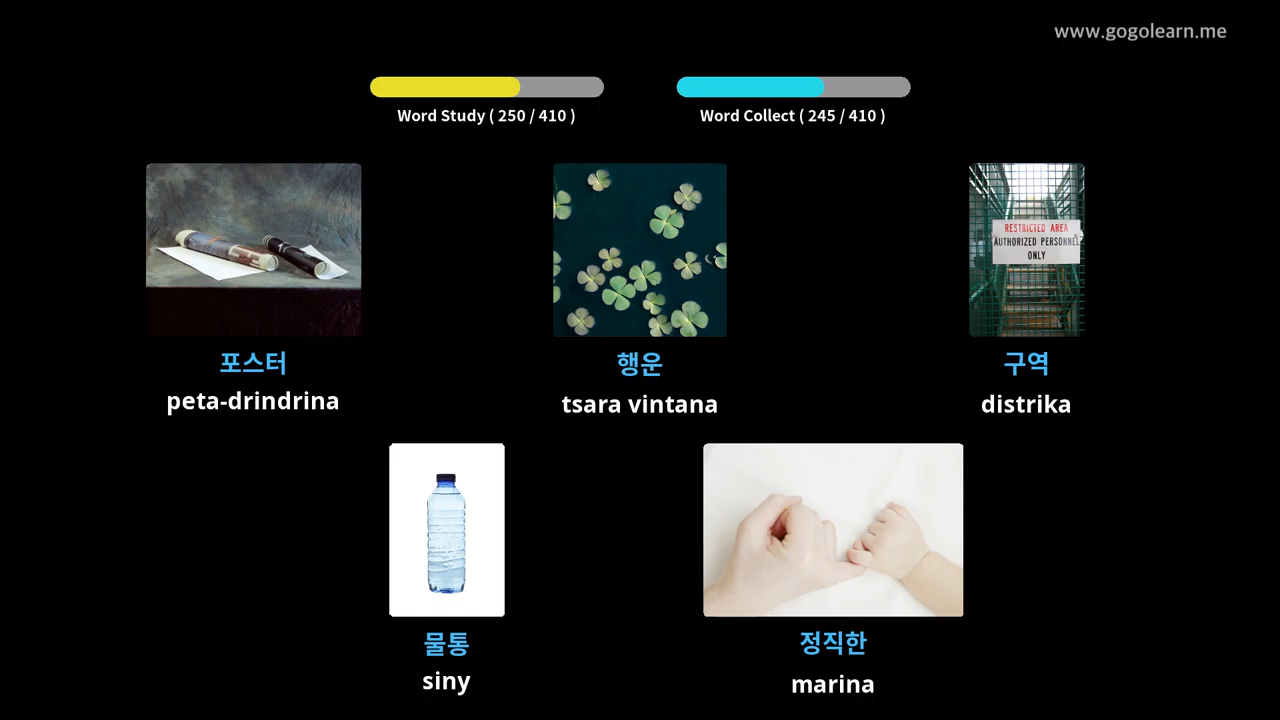 www.gogolearn.me
Word Study ( 250 / 410 )
Word Collect ( 245 / 410 )
RESTRICTED AREA
AUTHORIZED PERSONNEL
ONLY
포스터
peta-drindrina
행운
tsara vintana
구역
distrika
물통
siny
정직한
marina